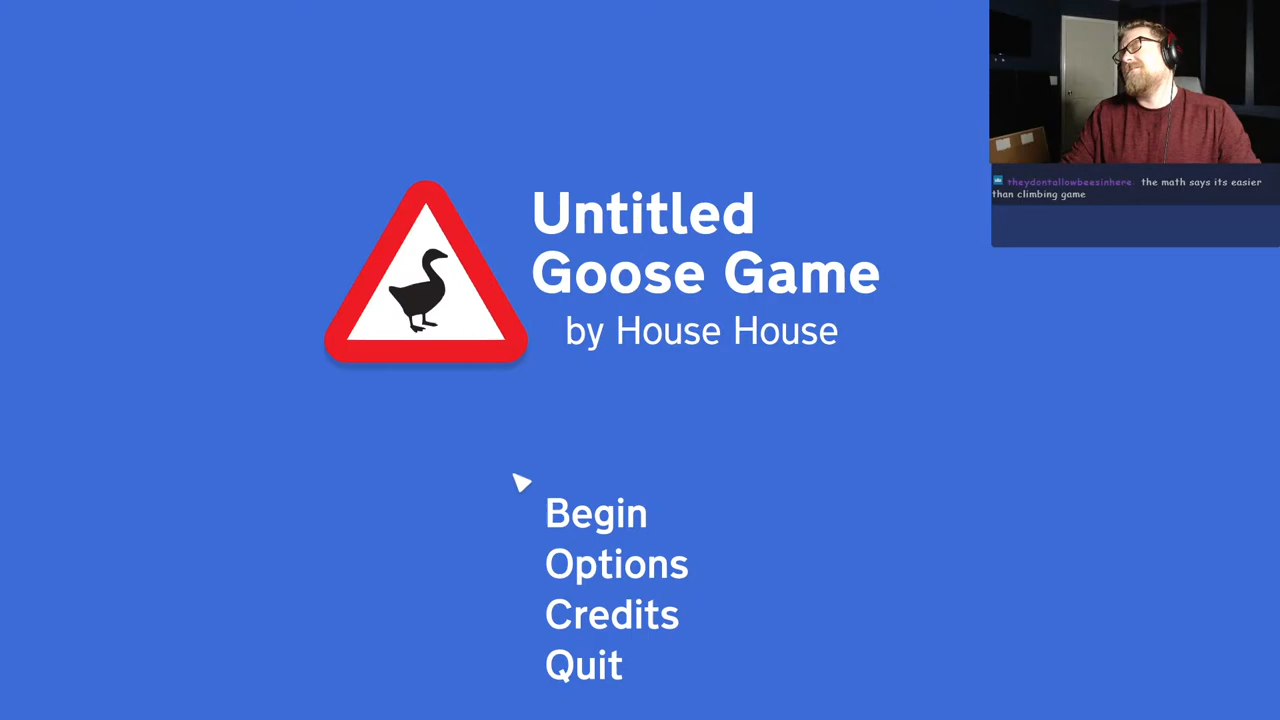 Untitled
Goose Game
by House House
Begin
Options
Credits
Quit
theydontallowbeesinhere: the math says its easier
than climbing game